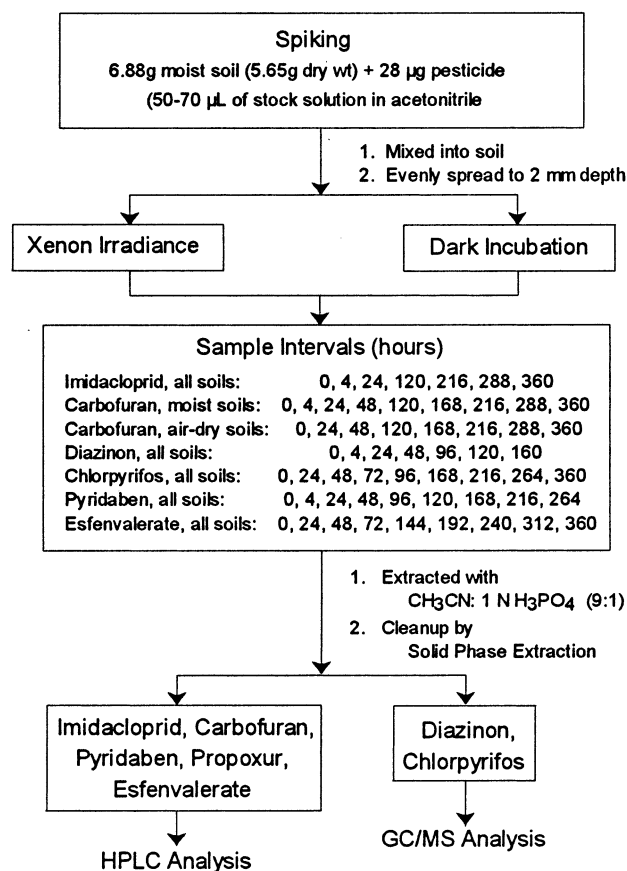 Spiking
6.88g moist soil (5.65g dry wt) + 28 µg pesticide
(50-70 µL of stock solution in acetonitrile
1. Mixed into soil
2. Evenly spread to 2 mm depth
Xenon Irradiance
Dark Incubation
Sample Intervals (hours)
Imidacloprid, all soils: 0, 4, 24, 120, 216, 288, 360
Carbofuran, moist soils: 0, 4, 24, 48, 120, 168, 216, 288, 360
Carbofuran, air-dry soils: 0, 24, 48, 120, 168, 216, 288, 360
Diazinon, all soils: 0, 4, 24, 48, 96, 120, 160
Chlorpyrifos, all soils: 0, 24, 48, 72, 96, 168, 216, 264, 360
Pyridaben, all soils: 0, 4, 24, 48, 96, 120, 168, 216, 264
Esfenvalerate, all soils: 0, 24, 48, 72, 144, 192, 240, 312, 360
1. Extracted with
CH3CN: 1 N H3PO4 (9:1)
2. Cleanup by
Solid Phase Extraction
Imidacloprid, Carbofuran,
Pyridaben, Propoxur,
Esfenvalerate
Diazinon,
Chlorpyrifos
HPLC Analysis
GC/MS Analysis